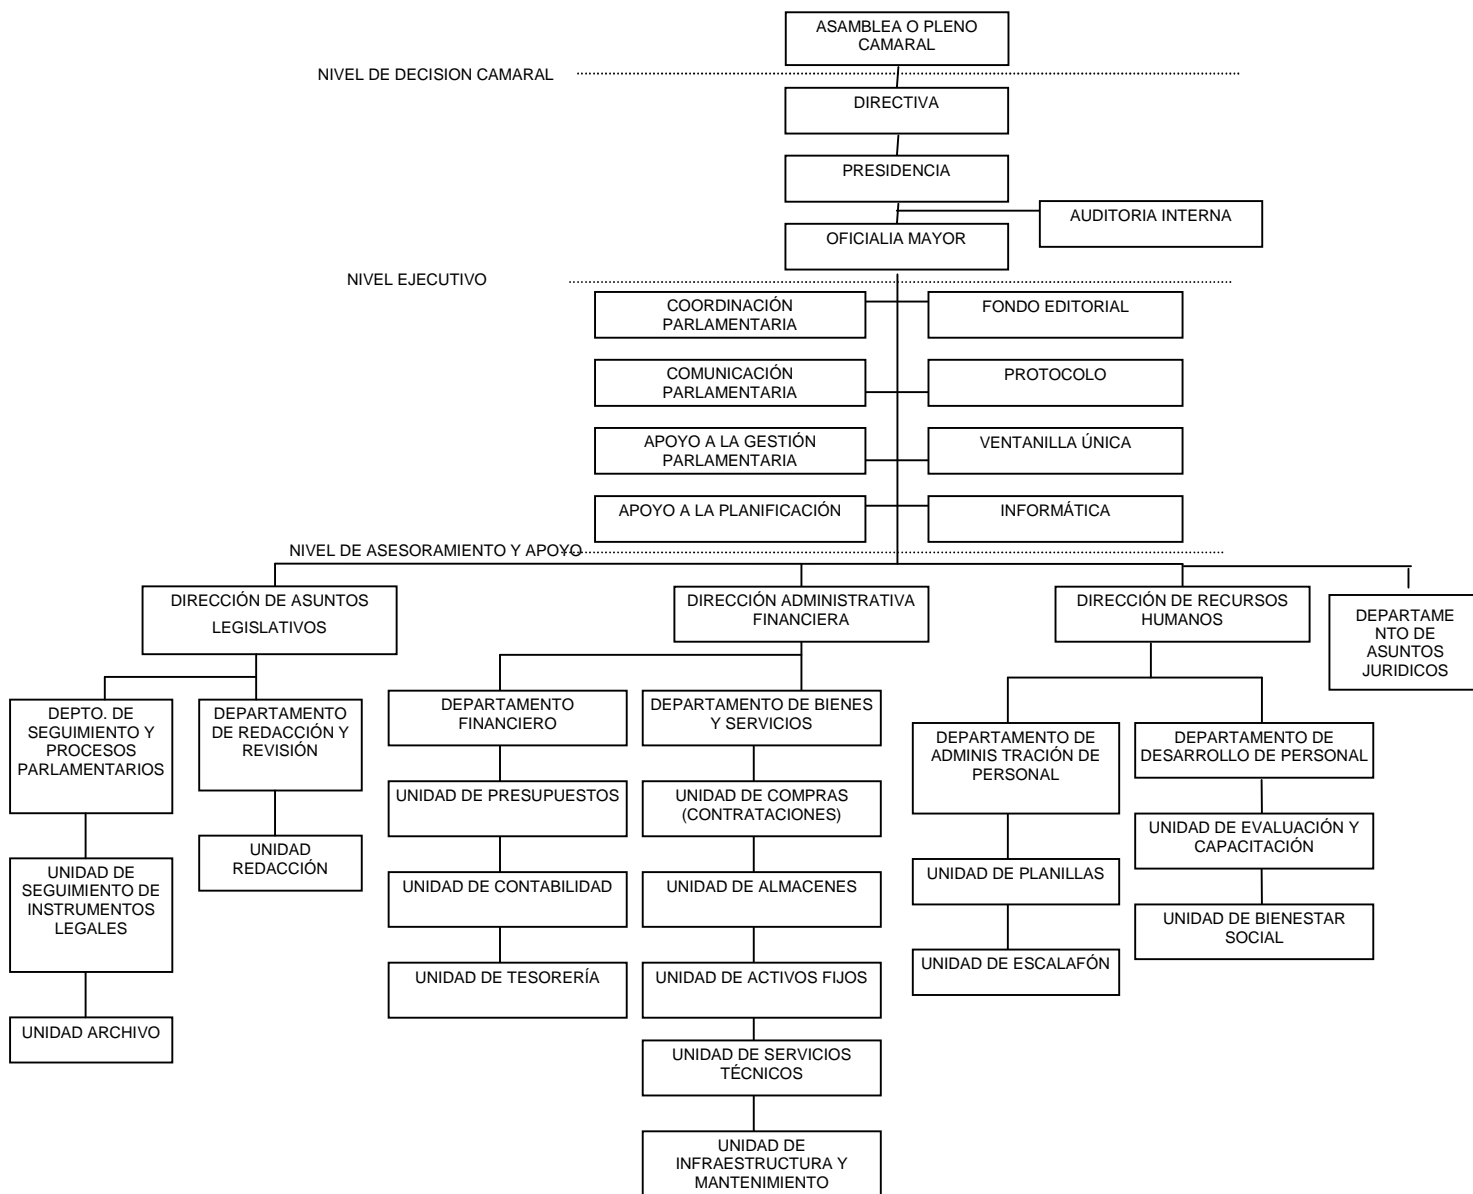 ASAMBLEA O PLENO
CAMARAL
NIVEL DE DECISION CAMARAL
DIRECTIVA
PRESIDENCIA
AUDITORIA INTERNA
OFICIALIA MAYOR
NIVEL EJECUTIVO
COORDINACIÓN
PARLAMENTARIA
FONDO EDITORIAL
COMUNICACIÓN
PARLAMENTARIA
PROTOCOLO
APOYO A LA GESTIÓN
PARLAMENTARIA
VENTANILLA ÚNICA
APOYO A LA PLANIFICACIÓN
INFORMÁTICA
NIVEL DE ASESORAMIENTO Y APOYO
DIRECCIÓN DE ASUNTOS
LEGISLATIVOS
DIRECCIÓN ADMINISTRATIVA
FINANCIERA
DIRECCIÓN DE RECURSOS
HUMANOS
DEPARTAME
NTO DE
ASUNTOS
JURIDICOS
DEPTO. DE
SEGUIMIENTO Y
PROCESOS
PARLAMENTARIOS
DEPARTAMENTO
DE REDACCIÓN Y
REVISIÓN
DEPARTAMENTO
FINANCIERO
DEPARTAMENTO DE BIENES
Y SERVICIOS
DEPARTAMENTO DE
ADMINIS TRACIÓN DE
PERSONAL
DEPARTAMENTO DE
DESARROLLO DE PERSONAL
UNIDAD DE PRESUPUESTOS
UNIDAD DE COMPRAS
(CONTRATACIONES)
UNIDAD DE EVALUACIÓN Y
CAPACITACIÓN
UNIDAD
REDACCIÓN
UNIDAD DE
SEGUIMIENTO DE
INSTRUMENTOS
LEGALES
UNIDAD DE CONTABILIDAD
UNIDAD DE ALMACENES
UNIDAD DE PLANILLAS
UNIDAD DE BIENESTAR
SOCIAL
UNIDAD DE TESORERÍA
UNIDAD DE ACTIVOS FIJOS
UNIDAD DE ESCALAFÓN
UNIDAD ARCHIVO
UNIDAD DE SERVICIOS
TÉCNICOS
UNIDAD DE
INFRAESTRUCTURA Y
MANTENIMIENTO